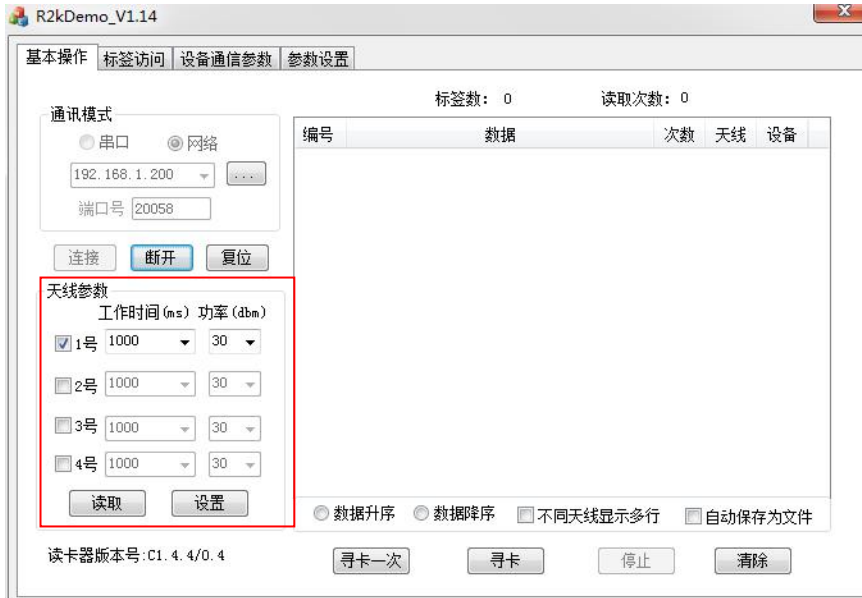 R2kDemo_V1.14
基本操作 标签访问 设备通信参数 参数设置
标签数: 0 读取次数: 0
通讯模式
串口 网络
192.168.1.200 ...
端口号 20058
连接 断开 复位
编号 数据 次数 天线 设备
天线参数
工作时间(ms) 功率(dbm)
1号 1000 30
2号 1000 30
3号 1000 30
4号 1000 30
读取 设置
数据升序 数据降序 不同天线显示多行 自动保存为文件
读卡器版本号:C1.4.4/0.4
寻卡一次 寻卡 停止 清除